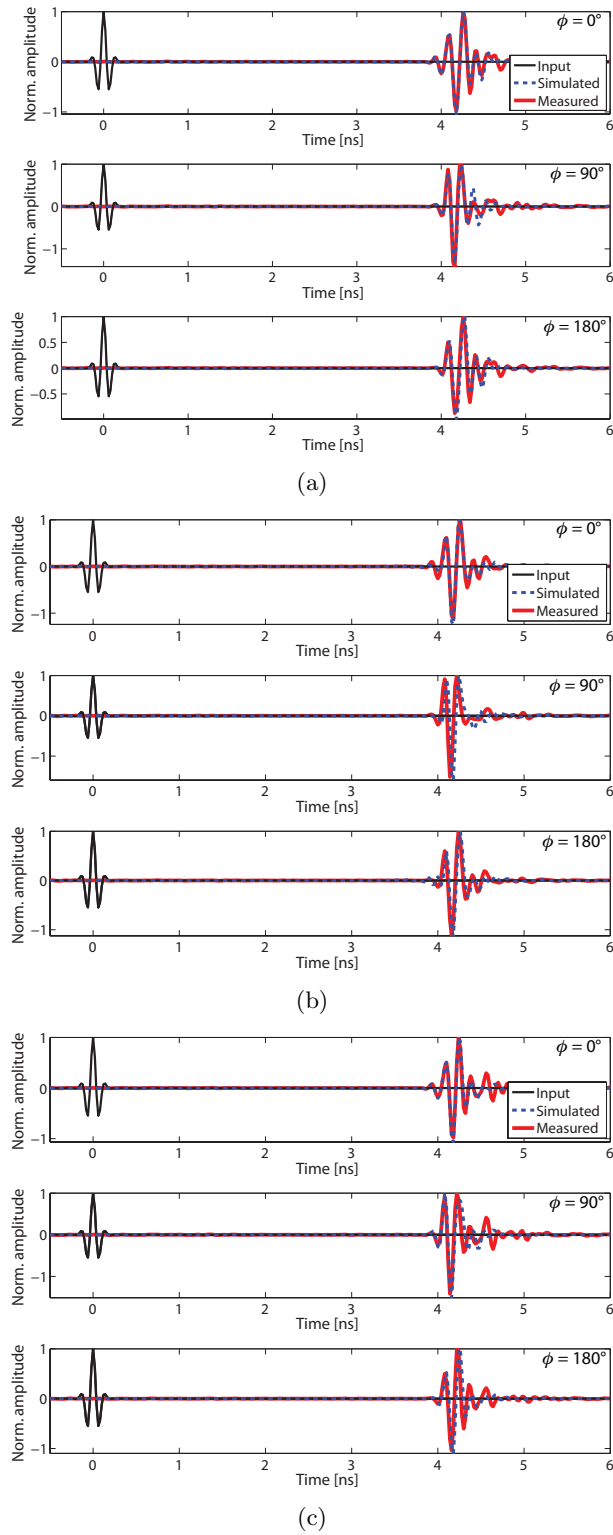 Norm. amplitude
1
0
−1
0
1
2
3
4
5
6
Time [ns]
ϕ = 0°
Input
Simulated
Measured
Norm. amplitude
1
0
−1
0
1
2
3
4
5
6
Time [ns]
ϕ = 90°
Norm. amplitude
1
0.5
0
−0.5
0
1
2
3
4
5
6
Time [ns]
ϕ = 180°
(a)
Norm. amplitude
1
0
−1
0
1
2
3
4
5
6
Time [ns]
ϕ = 0°
Input
Simulated
Measured
Norm. amplitude
1
0
−1
0
1
2
3
4
5
6
Time [ns]
ϕ = 90°
Norm. amplitude
1
0
−1
0
1
2
3
4
5
6
Time [ns]
ϕ = 180°
(b)
Norm. amplitude
1
0
−1
0
1
2
3
4
5
6
Time [ns]
ϕ = 0°
Input
Simulated
Measured
Norm. amplitude
1
0
−1
0
1
2
3
4
5
6
Time [ns]
ϕ = 90°
Norm. amplitude
1
0
−1
0
1
2
3
4
5
6
Time [ns]
ϕ = 180°
(c)